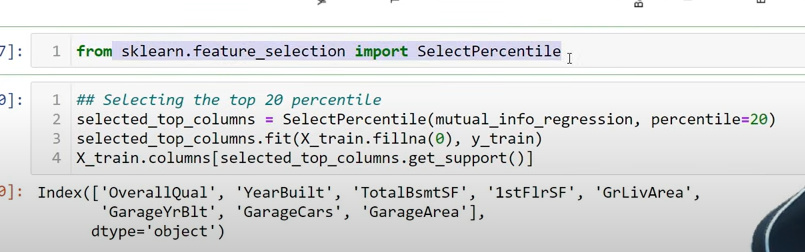 7]: 1 from sklearn.feature_selection import SelectPercentile
0]: 1 ## Selecting the top 20 percentile
2 selected_top_columns = SelectPercentile(mutual_info_regression, percentile=20)
3 selected_top_columns.fit(X_train.fillna(0), y_train)
4 X_train.columns[selected_top_columns.get_support()]
0]: Index(['OverallQual', 'YearBuilt', 'TotalBsmtSF', '1stFlrSF', 'GrLivArea',
'GarageYrBlt', 'GarageCars', 'GarageArea'],
dtype='object')